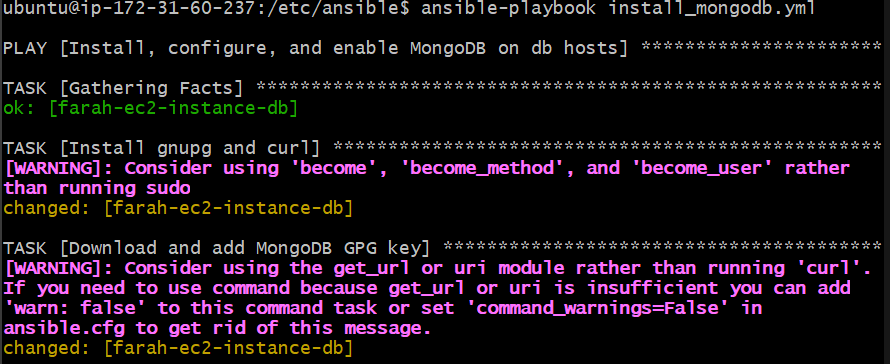 ubuntu@ip-172-31-60-237:/etc/ansible$ ansible-playbook install_mongodb.yml
PLAY [Install, configure, and enable MongoDB on db hosts] **********************
TASK [Gathering Facts] *********************************************************
ok: [farah-ec2-instance-db]
TASK [Install gnupg and curl] **************************************************
[WARNING]: Consider using 'become', 'become_method', and 'become_user' rather
than running sudo
changed: [farah-ec2-instance-db]
TASK [Download and add MongoDB GPG key] ****************************************
[WARNING]: Consider using the get_url or uri module rather than running 'curl'.
If you need to use command because get_url or uri is insufficient you can add
'warn: false' to this command task or set 'command_warnings=False' in
ansible.cfg to get rid of this message.
changed: [farah-ec2-instance-db]